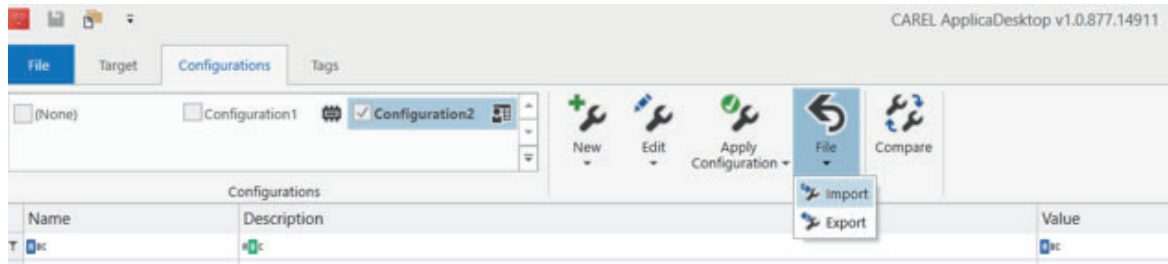 CAREL ApplicaDesktop v1.0.877.14911
File Target Configurations Tags
(None) Configuration1 Configuration2
New Edit Apply Configuration File Compare
Import
Export
Configurations
Name Description Value